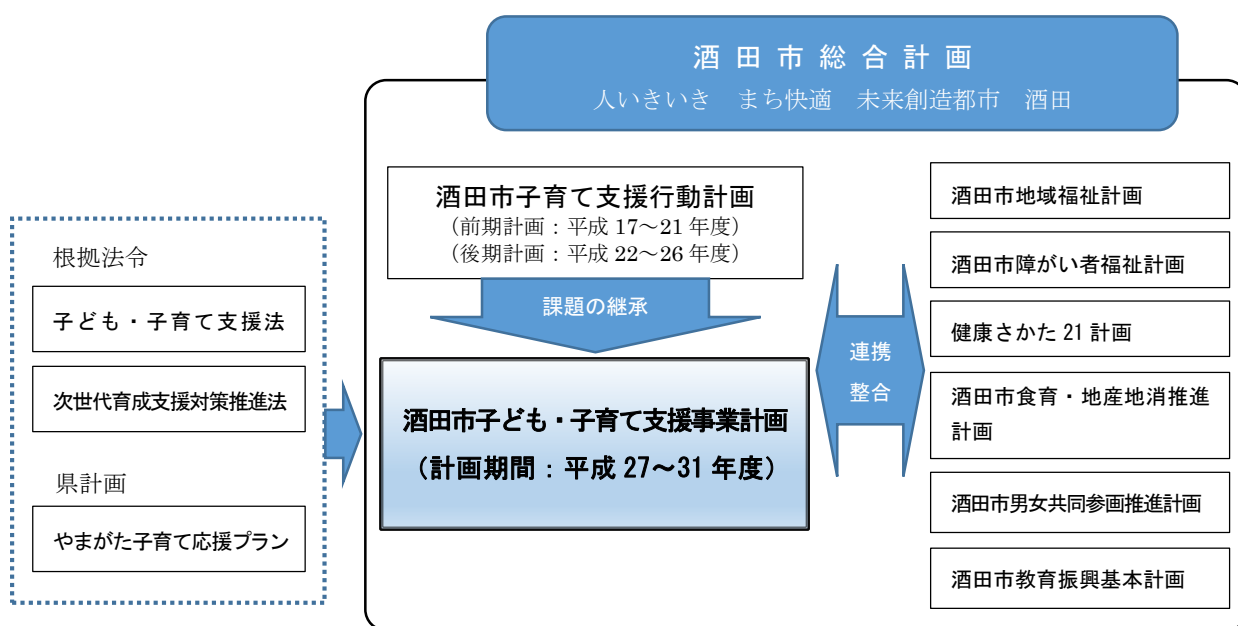 酒田市総合計画
人いきいき　まち快適　未来創造都市　酒田
根拠法令
子ども・子育て支援法
次世代育成支援対策推進法
県計画
やまがた子育て応援プラン
酒田市子育て支援行動計画
（前期計画：平成 17～21 年度）
（後期計画：平成 22～26 年度）
課題の継承
酒田市子ども・子育て支援事業計画
（計画期間：平成 27～31 年度）
連携
整合
酒田市地域福祉計画
酒田市障がい者福祉計画
健康さかた 21 計画
酒田市食育・地産地消推進
計画
酒田市男女共同参画推進計画
酒田市教育振興基本計画